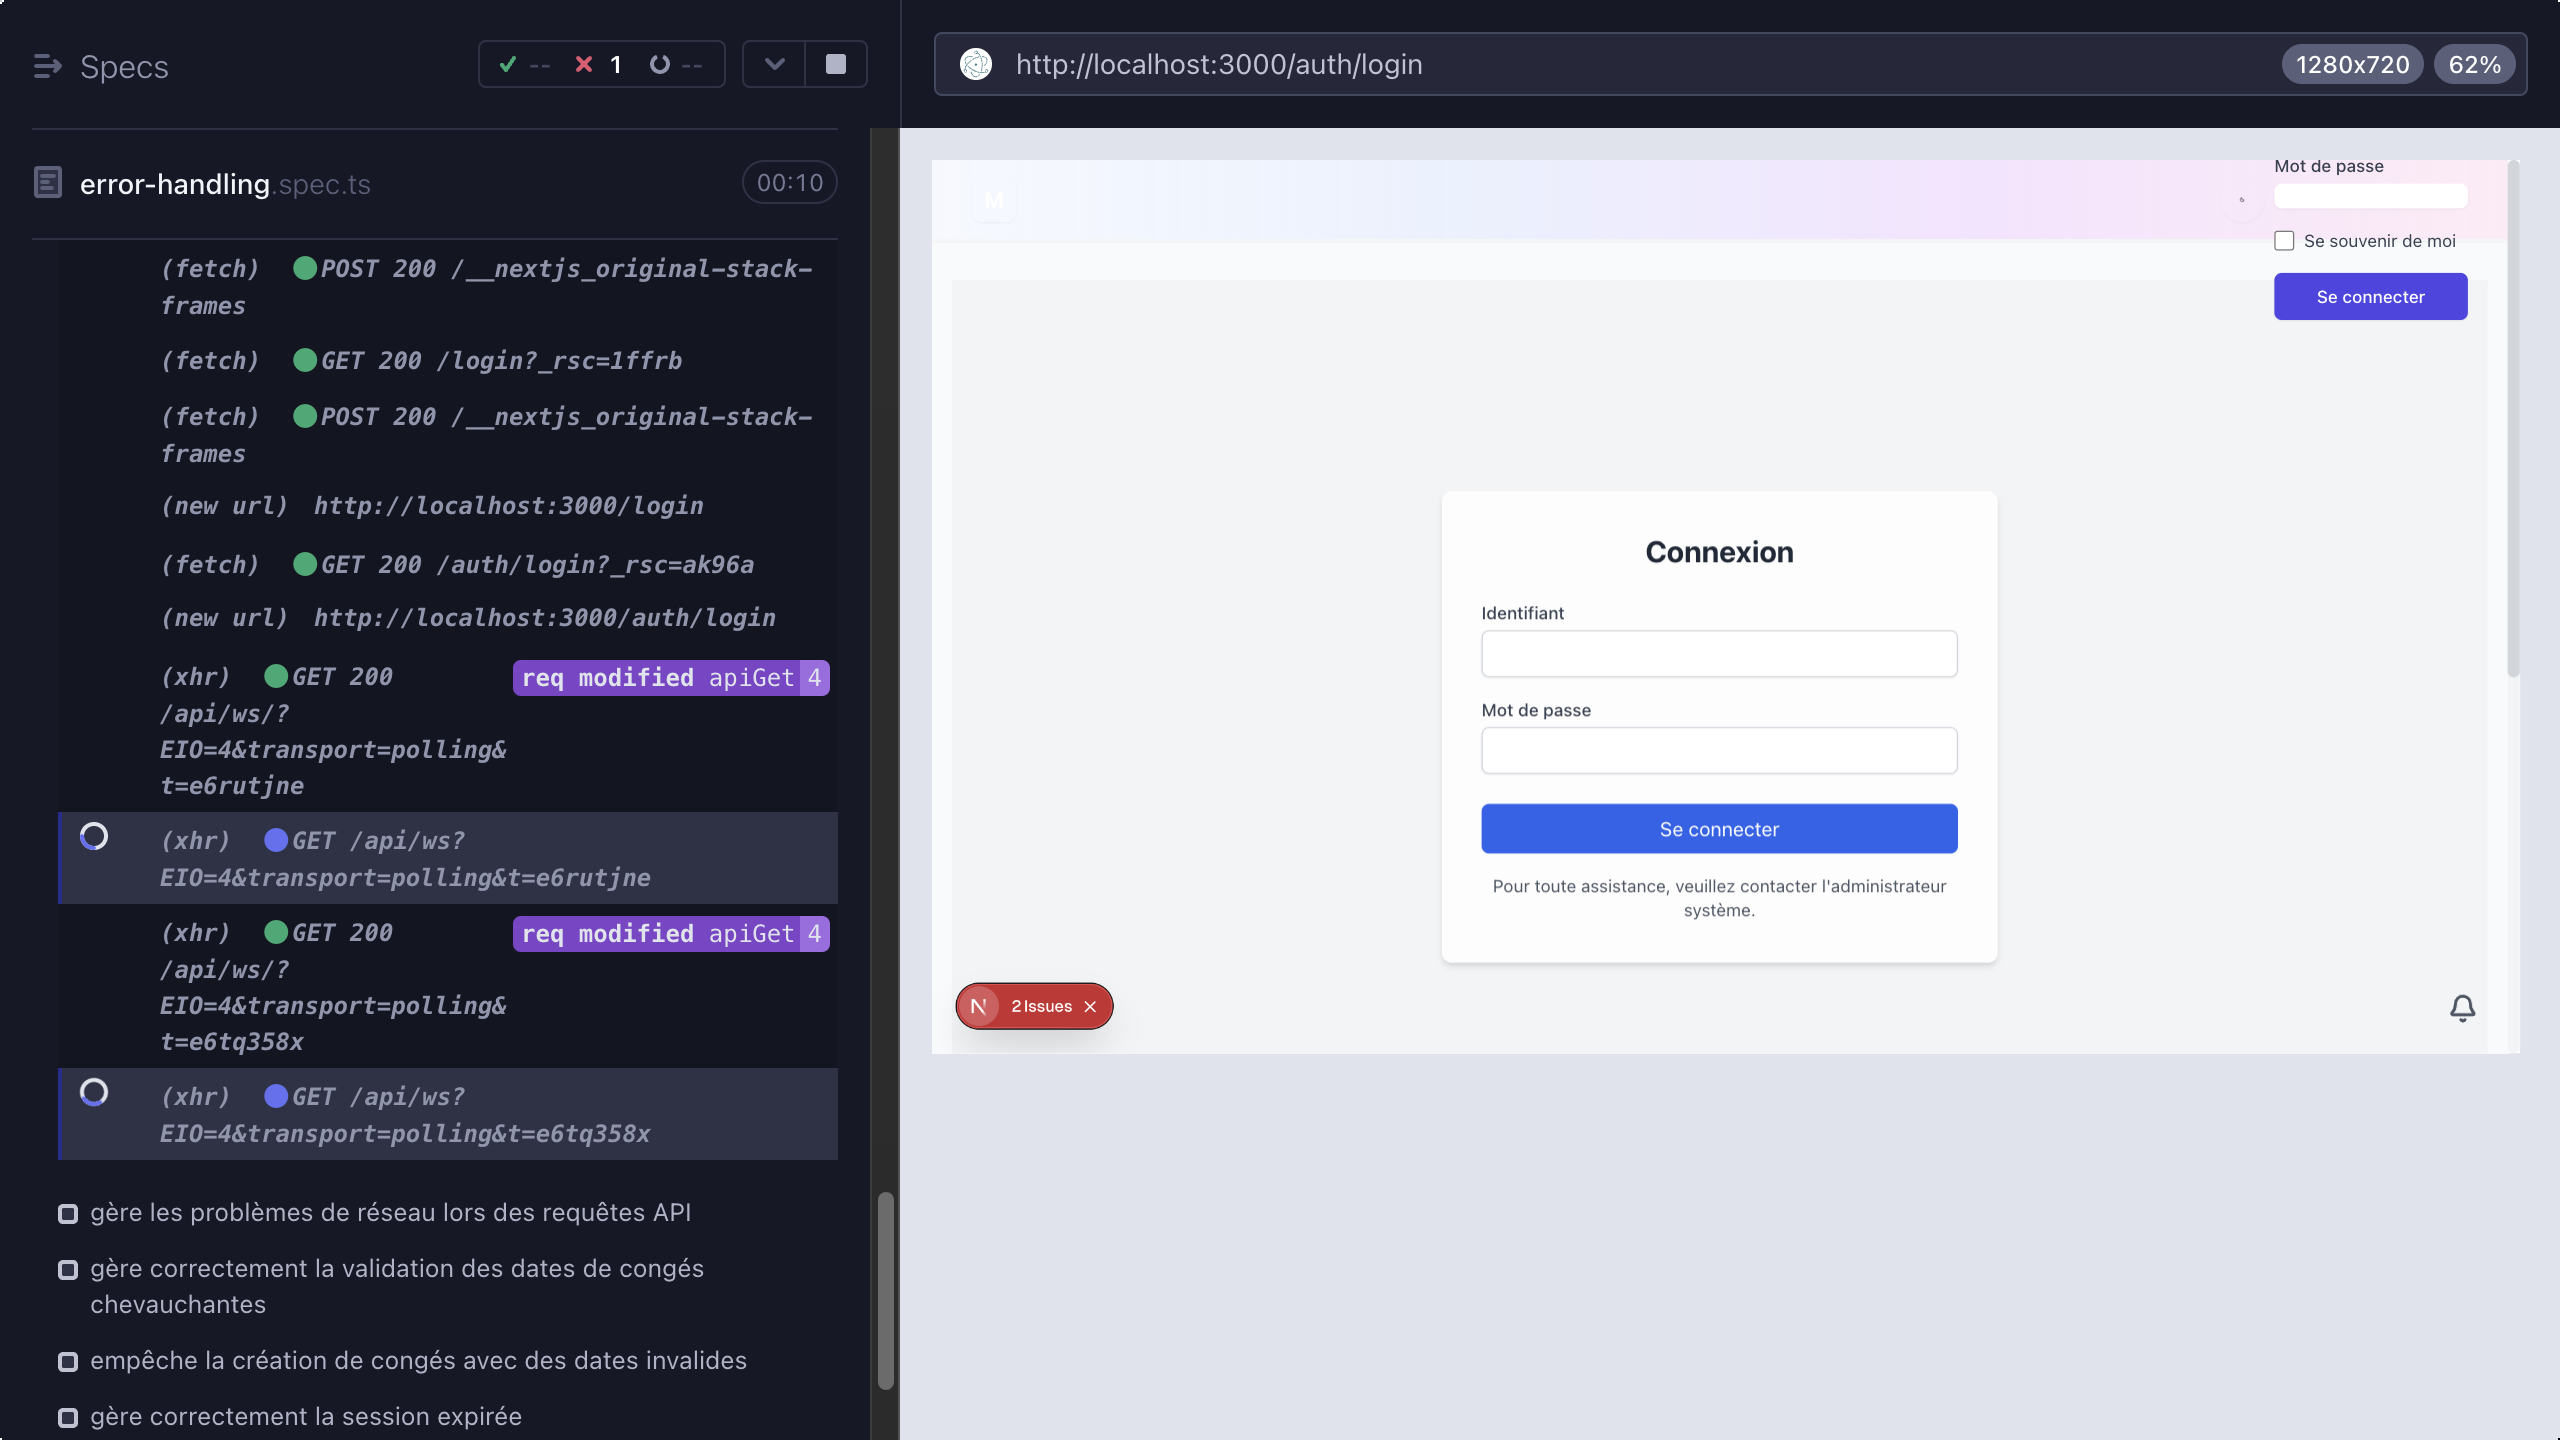 Specs
-- 1 --
error-handling.spec.ts
00:10
(fetch) POST 200 /__nextjs_original-stack-
frames
(fetch) GET 200 /login?_rsc=1ffrb
(fetch) POST 200 /__nextjs_original-stack-
frames
(new url) http://localhost:3000/login
(fetch) GET 200 /auth/login?_rsc=ak96a
(new url) http://localhost:3000/auth/login
(xhr) GET 200 req modified apiGet 4
/api/ws/?
EIO=4&transport=polling&
t=e6rutjne
(xhr) GET /api/ws?
EIO=4&transport=polling&t=e6rutjne
(xhr) GET 200 req modified apiGet 4
/api/ws/?
EIO=4&transport=polling&
t=e6tq358x
(xhr) GET /api/ws?
EIO=4&transport=polling&t=e6tq358x
gère les problèmes de réseau lors des requêtes API
gère correctement la validation des dates de congés
chevauchantes
empêche la création de congés avec des dates invalides
gère correctement la session expirée
http://localhost:3000/auth/login
1280x720
62%
M
Mot de passe
Se souvenir de moi
Se connecter
Connexion
Identifiant
Mot de passe
Se connecter
Pour toute assistance, veuillez contacter l'administrateur
système.
N 2 Issues